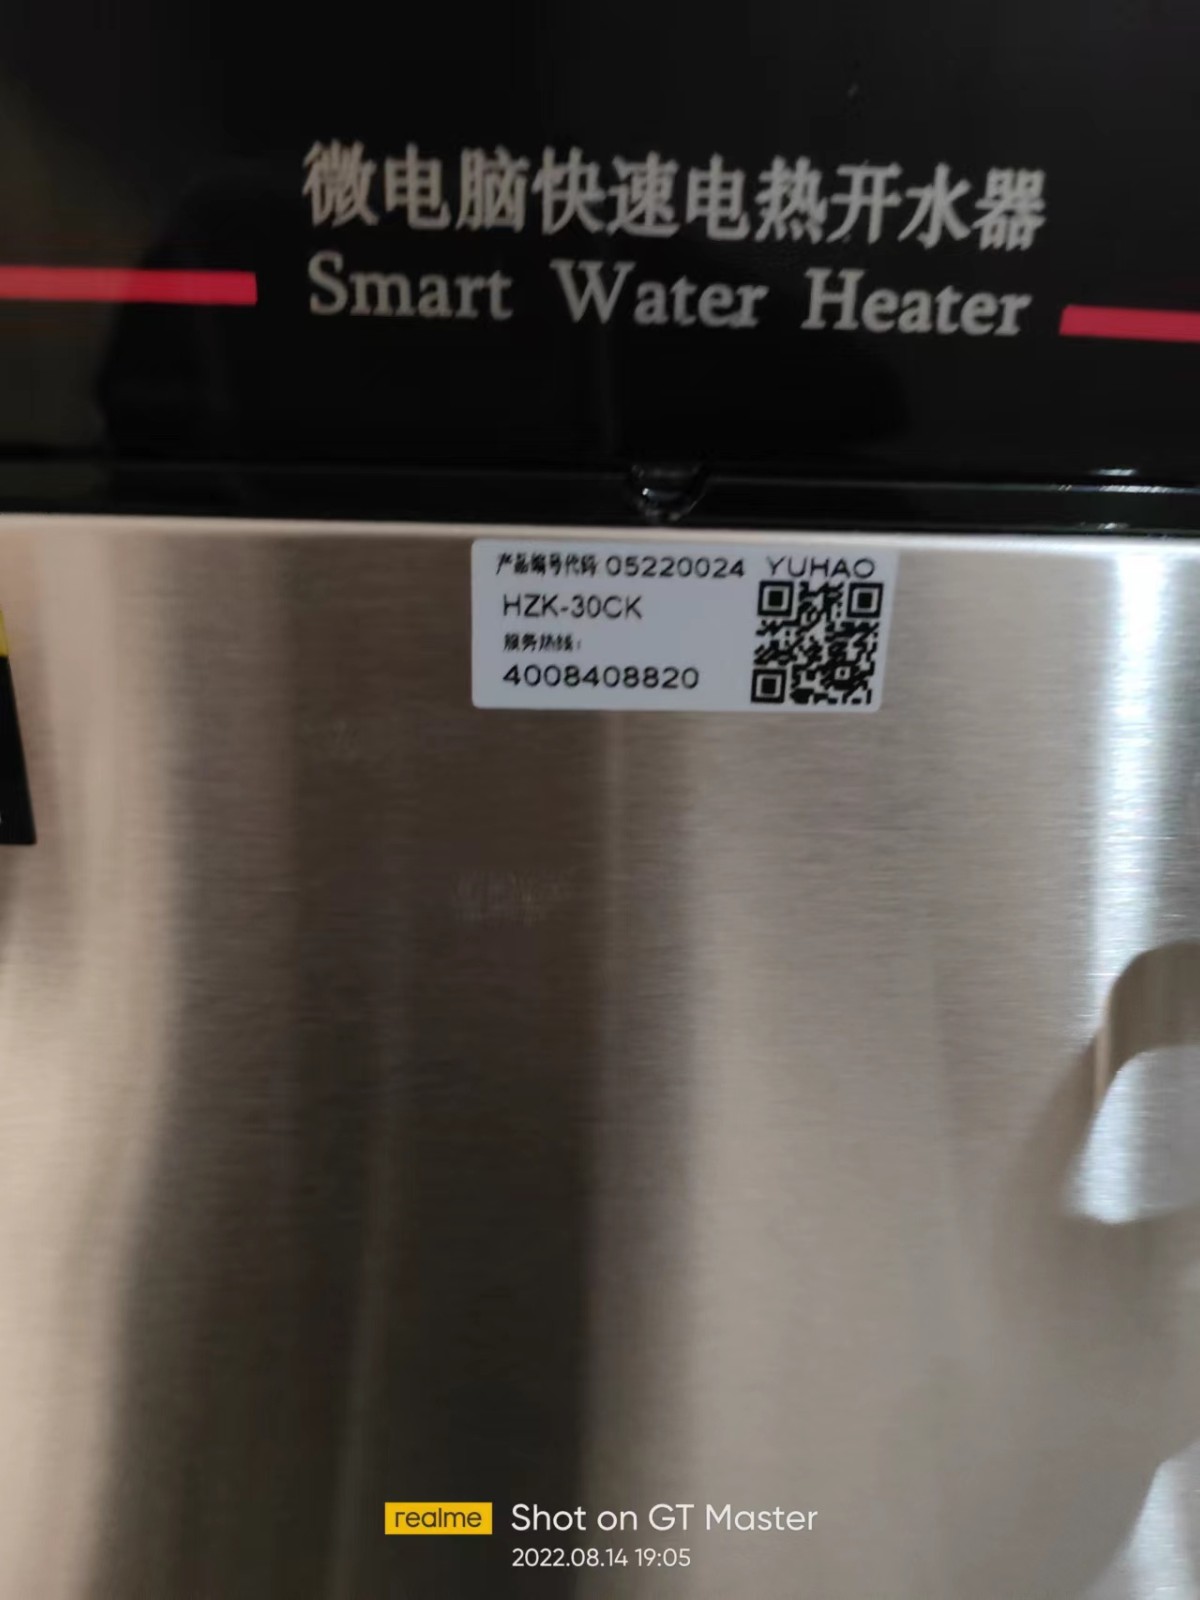 微电脑快速电热开水器
Smart Water Heater
产品编号代码 05220024 YUHAO
HZK-30CK
服务热线：
4008408820
realme Shot on GT Master
2022.08.14 19:05